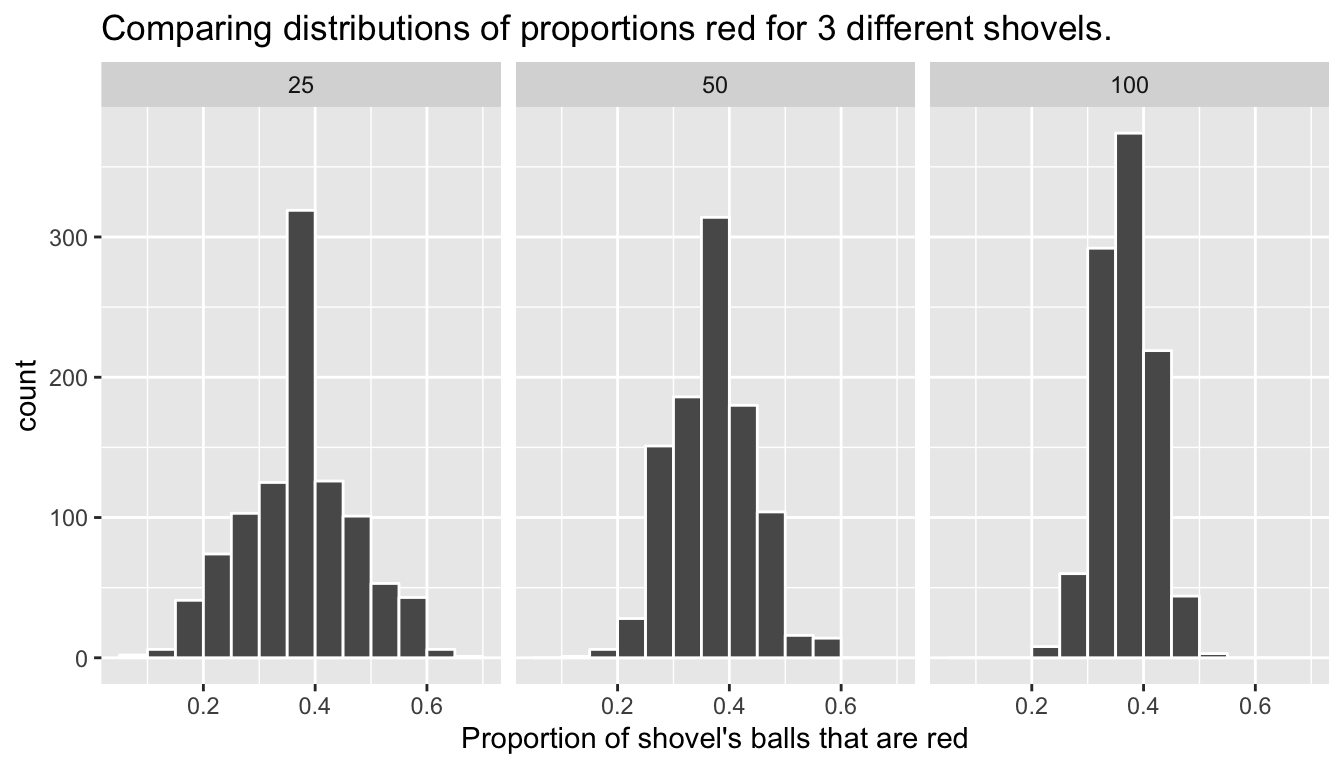 Comparing distributions of proportions red for 3 different shovels.
25 50 100
300
200
100
0
count
0.2 0.4 0.6 0.2 0.4 0.6 0.2 0.4 0.6
Proportion of shovel's balls that are red